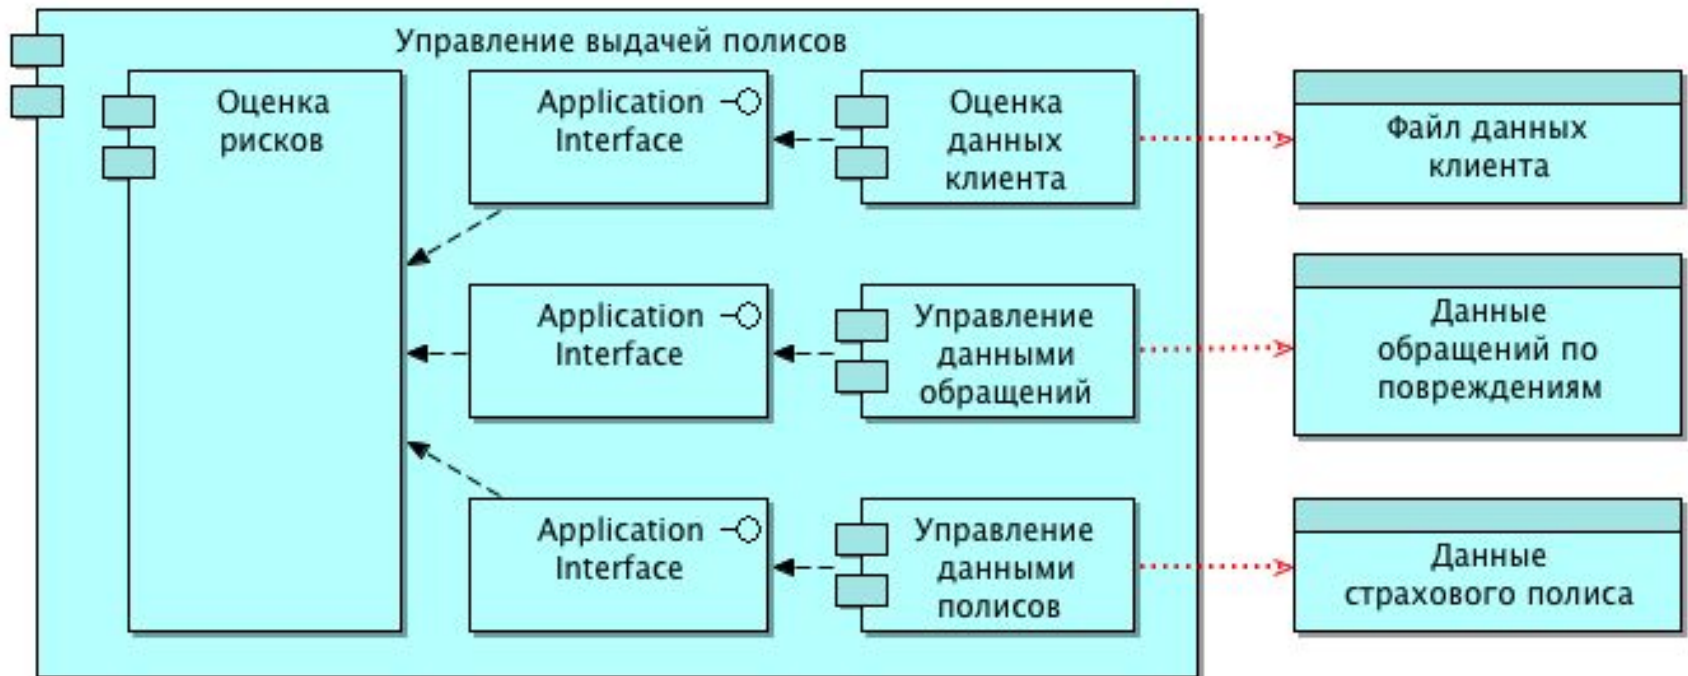 Управление выдачей полисов
Оценка
рисков
Application
Interface
Оценка
данных
клиента
Файл данных
клиента
Application
Interface
Управление
данными
обращений
Данные
обращений по
повреждениям
Application
Interface
Управление
данными
полисов
Данные
страхового полиса